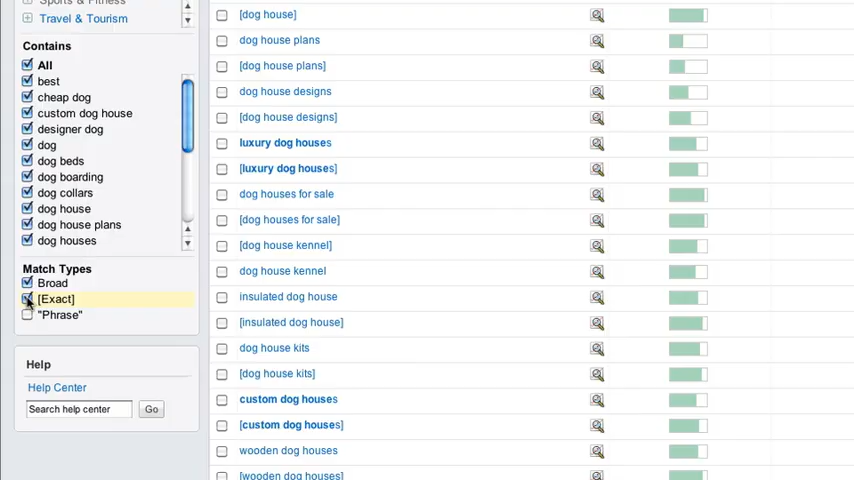 Sports & Fitness
Travel & Tourism
Contains
All
best
cheap dog
custom dog house
designer dog
dog
dog beds
dog boarding
dog collars
dog house
dog house plans
dog houses
Match Types
Broad
[Exact]
"Phrase"
Help
Help Center
Search help center
Go
[dog house]
dog house plans
[dog house plans]
dog house designs
[dog house designs]
luxury dog houses
[luxury dog houses]
dog houses for sale
[dog houses for sale]
[dog house kennel]
dog house kennel
insulated dog house
[insulated dog house]
dog house kits
[dog house kits]
custom dog houses
[custom dog houses]
wooden dog houses
[wooden dog houses]